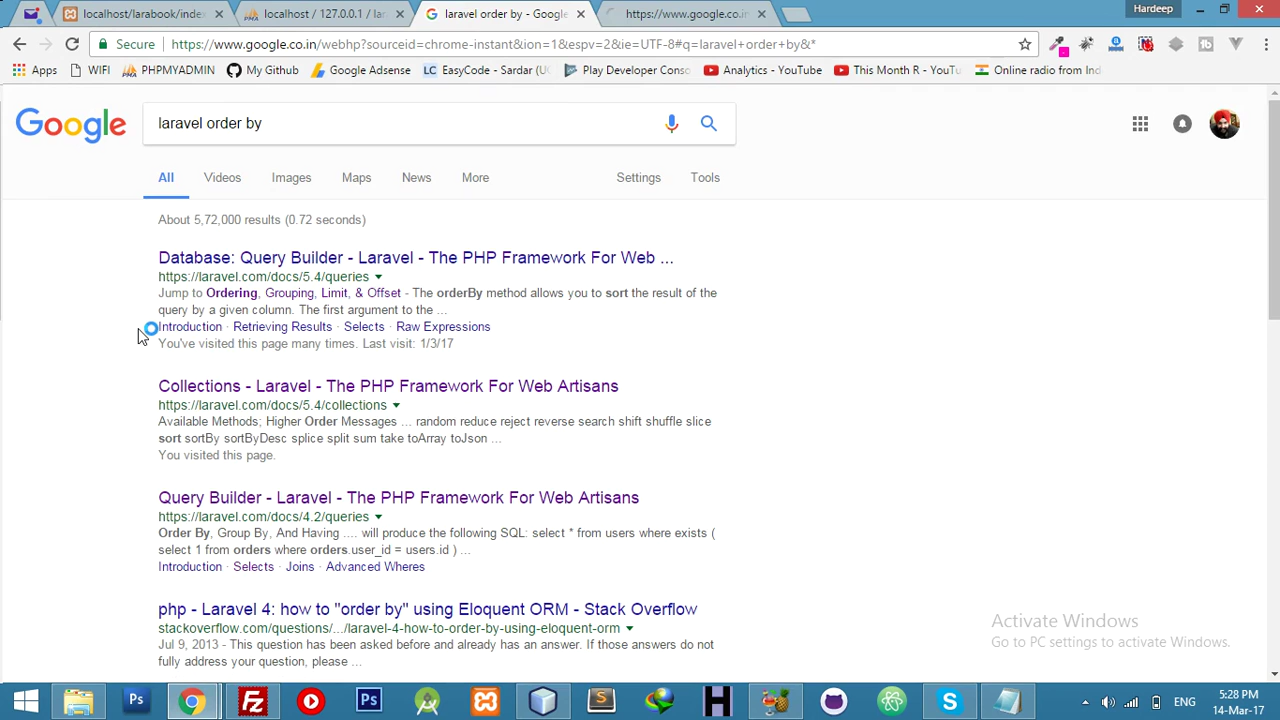 localhost/larabook/index
localhost / 127.0.0.1 / lar
laravel order by - Google
https://www.google.co.in
Hardeep
Secure
https://www.google.co.in/webhp?sourceid=chrome-instant&ion=1&espv=2&ie=UTF-8#q=laravel+order+by&*
Apps
WIFI
PHPMYADMIN
My Github
Google Adsense
LC EasyCode - Sardar (UC
Play Developer Conso
Analytics - YouTube
This Month R - YouTu
Online radio from Ind
Google
laravel order by
All
Videos
Images
Maps
News
More
Settings
Tools
About 5,72,000 results (0.72 seconds)
Database: Query Builder - Laravel - The PHP Framework For Web ...
https://laravel.com/docs/5.4/queries
Jump to Ordering, Grouping, Limit, & Offset - The orderBy method allows you to sort the result of the
query by a given column. The first argument to the ...
Introduction · Retrieving Results · Selects · Raw Expressions
You've visited this page many times. Last visit: 1/3/17
Collections - Laravel - The PHP Framework For Web Artisans
https://laravel.com/docs/5.4/collections
Available Methods; Higher Order Messages ... random reduce reject reverse search shift shuffle slice
sort sortBy sortByDesc splice split sum take toArray toJson ...
You visited this page.
Query Builder - Laravel - The PHP Framework For Web Artisans
https://laravel.com/docs/4.2/queries
Order By, Group By, And Having .... will produce the following SQL: select * from users where exists (
select 1 from orders where orders.user_id = users.id ) ...
Introduction · Selects · Joins · Advanced Wheres
php - Laravel 4: how to "order by" using Eloquent ORM - Stack Overflow
stackoverflow.com/questions/.../laravel-4-how-to-order-by-using-eloquent-orm
Jul 9, 2013 - This question has been asked before and already has an answer. If those answers do not
fully address your question, please ...
Activate Windows
Go to PC settings to activate Windows.
Ps
Fz
Ps
S
H
S
ENG
5:28 PM
14-Mar-17